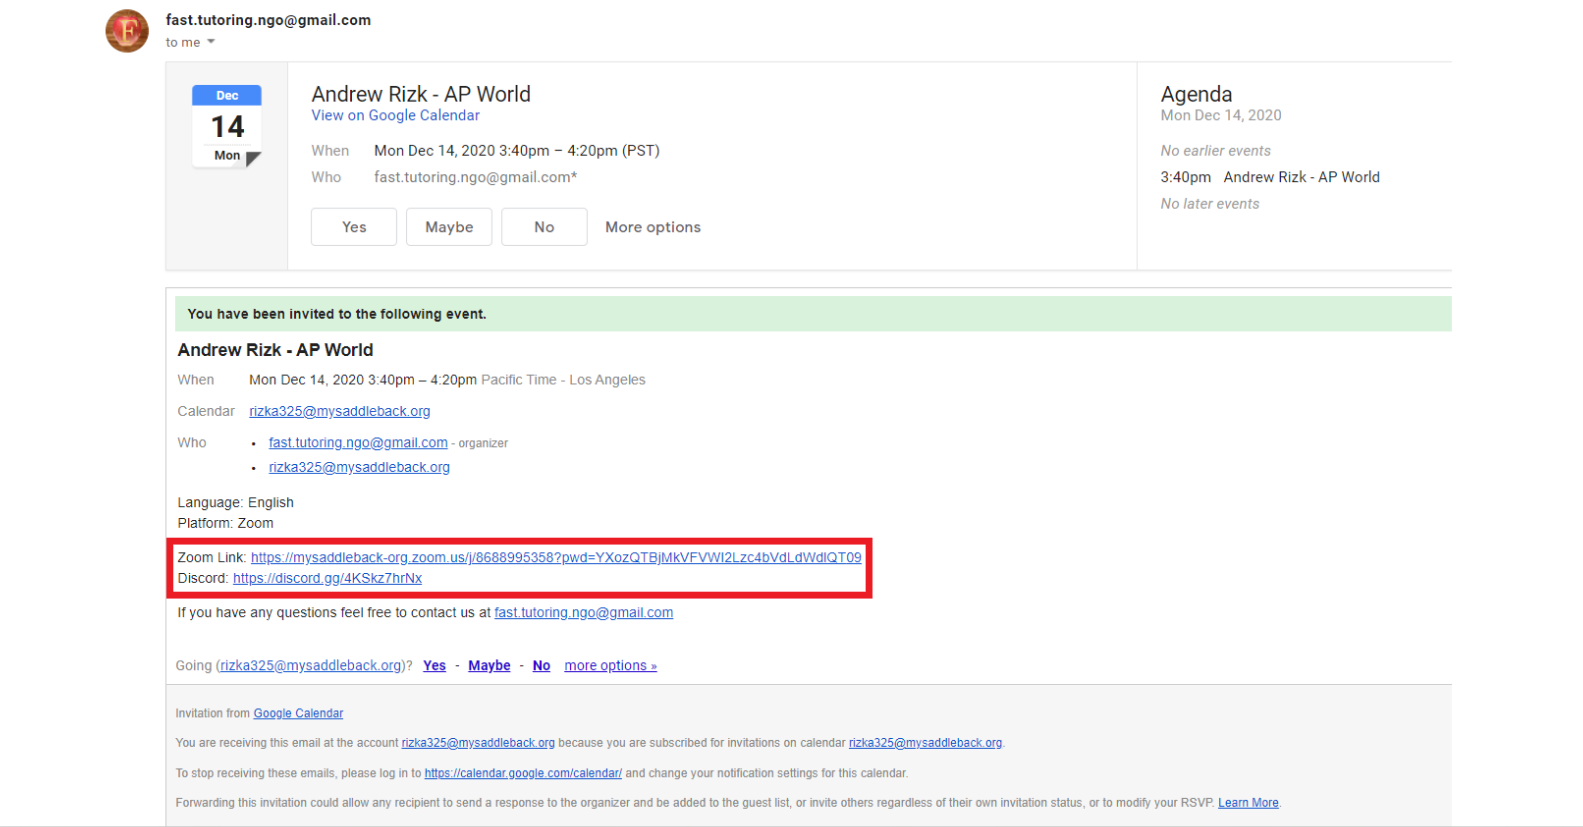 F
fast.tutoring.ngo@gmail.com
to me
Dec
14
Mon
Andrew Rizk - AP World
View on Google Calendar
When Mon Dec 14, 2020 3:40pm – 4:20pm (PST)
Who fast.tutoring.ngo@gmail.com*
Yes Maybe No More options
Agenda
Mon Dec 14, 2020
No earlier events
3:40pm Andrew Rizk - AP World
No later events
You have been invited to the following event.
Andrew Rizk - AP World
When Mon Dec 14, 2020 3:40pm – 4:20pm Pacific Time - Los Angeles
Calendar rizka325@mysaddleback.org
Who • fast.tutoring.ngo@gmail.com - organizer
• rizka325@mysaddleback.org
Language: English
Platform: Zoom
Zoom Link: https://mysaddleback-org.zoom.us/j/8688995358?pwd=YXozQTBjMkVFVWI2Lzc4bVdLdWdlQT09
Discord: https://discord.gg/4KSkz7hrNx
If you have any questions feel free to contact us at fast.tutoring.ngo@gmail.com
Going (rizka325@mysaddleback.org)? Yes - Maybe - No more options »
Invitation from Google Calendar
You are receiving this email at the account rizka325@mysaddleback.org because you are subscribed for invitations on calendar rizka325@mysaddleback.org.
To stop receiving these emails, please log in to https://calendar.google.com/calendar/ and change your notification settings for this calendar.
Forwarding this invitation could allow any recipient to send a response to the organizer and be added to the guest list, or invite others regardless of their own invitation status, or to modify your RSVP. Learn More.